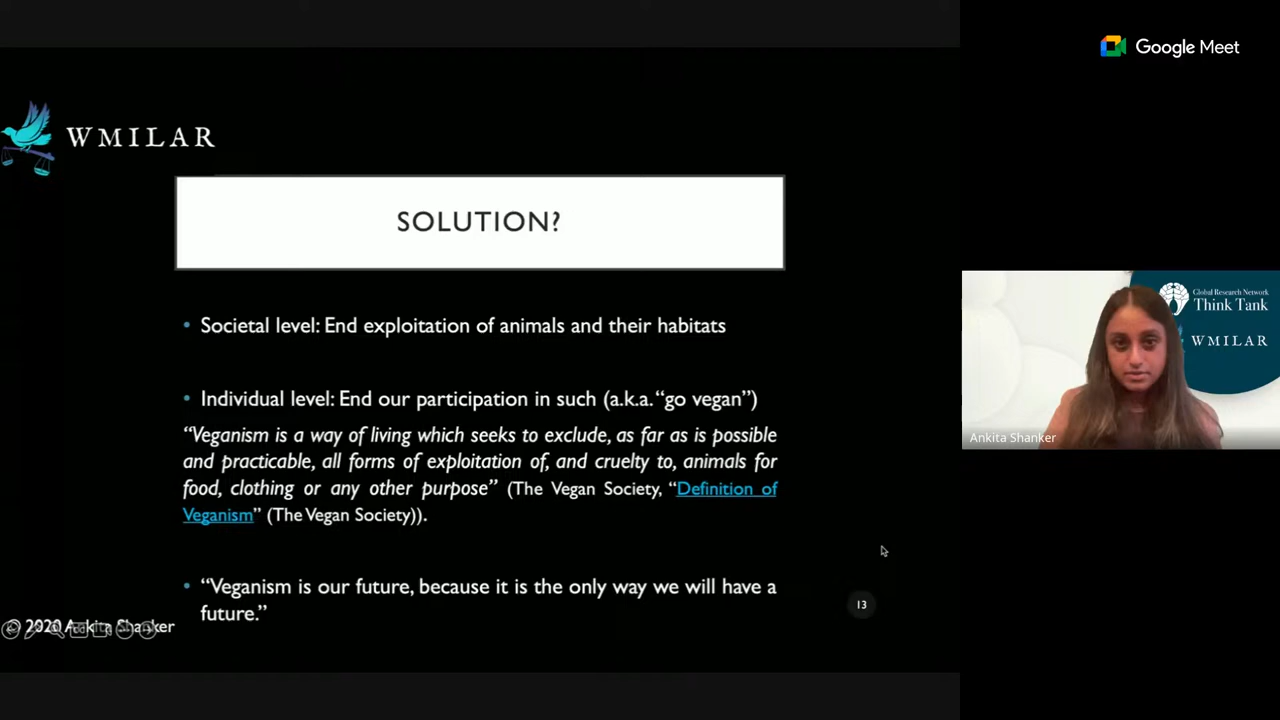 Google Meet
WMILAR
SOLUTION?
• Societal level: End exploitation of animals and their habitats
• Individual level: End our participation in such (a.k.a. “go vegan”)
“Veganism is a way of living which seeks to exclude, as far as is possible
and practicable, all forms of exploitation of, and cruelty to, animals for
food, clothing or any other purpose” (The Vegan Society, “Definition of
Veganism” (The Vegan Society)).
• “Veganism is our future, because it is the only way we will have a
future.”
13
© 2020 Ankita Shanker
Global Research Network
Think Tank
WMILAR
Ankita Shanker